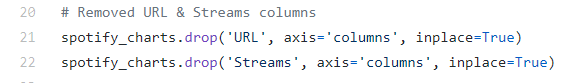 20 # Removed URL & Streams columns
21 spotify_charts.drop('URL', axis='columns', inplace=True)
22 spotify_charts.drop('Streams', axis='columns', inplace=True)